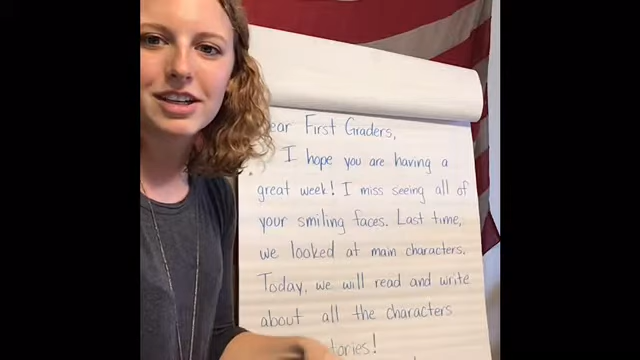 ear First Graders,
I hope you are having a
great week! I miss seeing all of
your smiling faces. Last time,
we looked at main characters.
Today, we will read and write
about all the characters
tories!